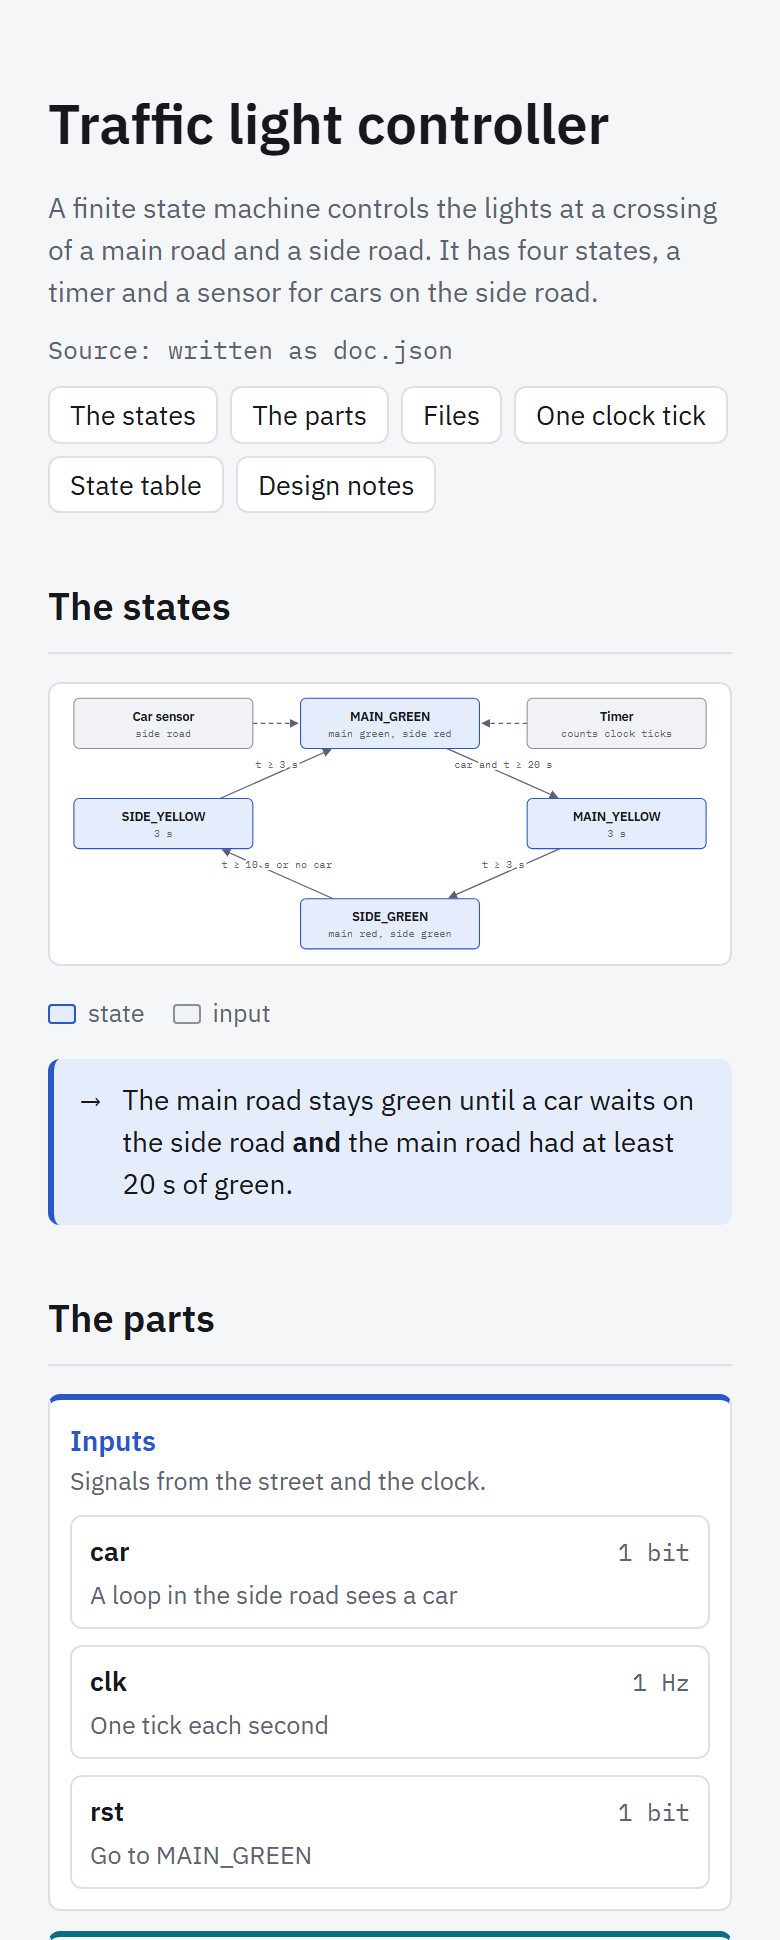 Traffic light controller
A finite state machine controls the lights at a crossing
of a main road and a side road. It has four states, a
timer and a sensor for cars on the side road.
Source: written as doc.json
The states
The parts
Files
One clock tick
State table
Design notes
The states
Car sensor
side road
MAIN_GREEN
main green, side red
Timer
counts clock ticks
t ≥ 3 s
car and t ≥ 20 s
SIDE_YELLOW
3 s
MAIN_YELLOW
3 s
t ≥ 10 s or no car
t ≥ 3 s
SIDE_GREEN
main red, side green
state
input
→ The main road stays green until a car waits on
the side road and the main road had at least
20 s of green.
The parts
Inputs
Signals from the street and the clock.
car
1 bit
A loop in the side road sees a car
clk
1 Hz
One tick each second
rst
1 bit
Go to MAIN_GREEN